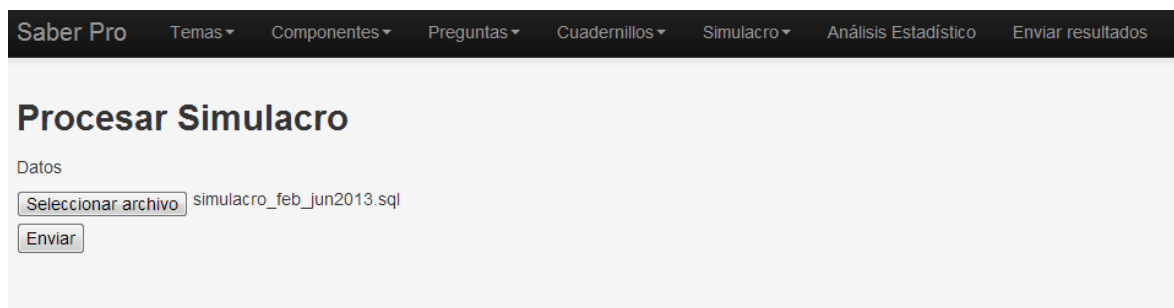 Saber Pro Temas Componentes Preguntas Cuadernillos Simulacro Análisis Estadístico Enviar resultados
Procesar Simulacro
Datos
Seleccionar archivo simulacro_feb_jun2013.sql
Enviar